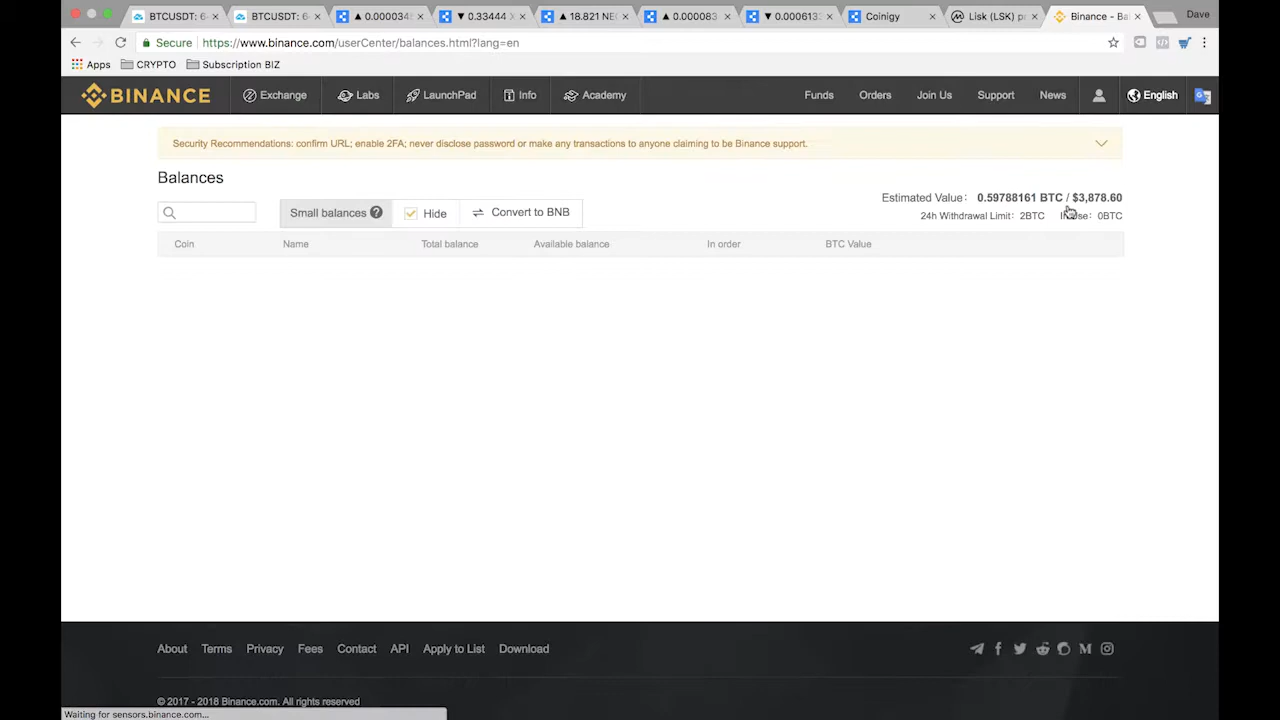 BTCUSDT: 6
BTCUSDT: 6
▲ 0.000034
▼ 0.33444
▲ 18.821 NE
▲ 0.000083
▼ 0.000613
Coinigy
Lisk (LSK) p
Binance - Ba
Dave
Secure
https://www.binance.com/userCenter/balances.html?lang=en
Apps
CRYPTO
Subscription BIZ
BINANCE
Exchange
Labs
LaunchPad
Info
Academy
Funds
Orders
Join Us
Support
News
English
Security Recommendations: confirm URL; enable 2FA; never disclose password or make any transactions to anyone claiming to be Binance support.
Balances
Estimated Value： 0.59788161 BTC / $3,878.60
Small balances ?
Hide
Convert to BNB
24h Withdrawal Limit： 2BTC
0BTC
Coin
Name
Total balance
Available balance
In order
BTC Value
About
Terms
Privacy
Fees
Contact
API
Apply to List
Download
© 2017 - 2018 Binance.com. All rights reserved
Waiting for sensors.binance.com...